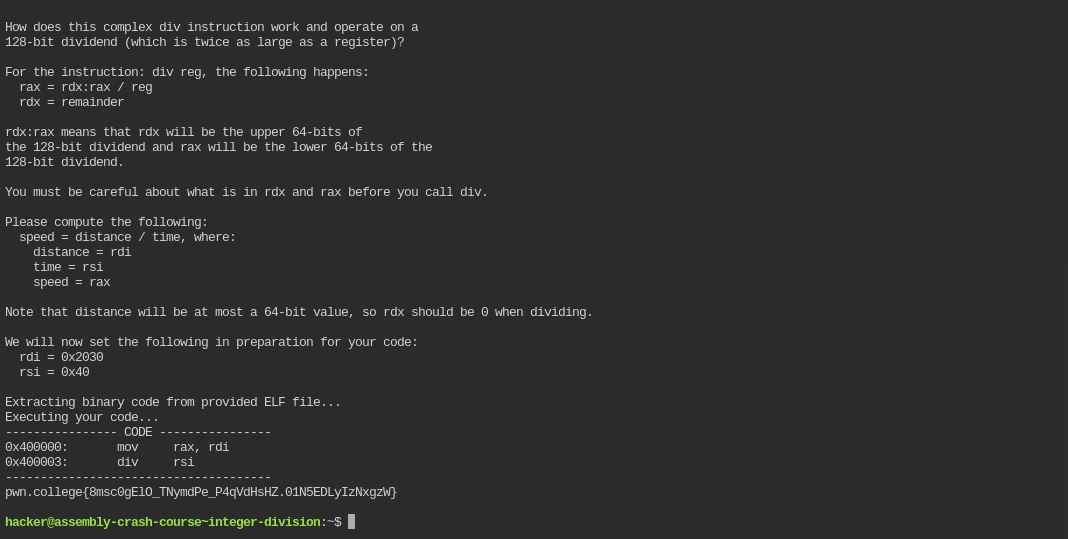 How does this complex div instruction work and operate on a
128-bit dividend (which is twice as large as a register)?
For the instruction: div reg, the following happens:
rax = rdx:rax / reg
rdx = remainder
rdx:rax means that rdx will be the upper 64-bits of
the 128-bit dividend and rax will be the lower 64-bits of the
128-bit dividend.
You must be careful about what is in rdx and rax before you call div.
Please compute the following:
speed = distance / time, where:
distance = rdi
time = rsi
speed = rax
Note that distance will be at most a 64-bit value, so rdx should be 0 when dividing.
We will now set the following in preparation for your code:
rdi = 0x2030
rsi = 0x40
Extracting binary code from provided ELF file...
Executing your code...
---------------- CODE ----------------
0x400000:       mov     rax, rdi
0x400003:       div     rsi
--------------------------------------
pwn.college{8msc0gElO_TNymdPe_P4qVdHsHZ.01N5EDLyIzNxgzW}
hacker@assembly-crash-course~integer-division:~$